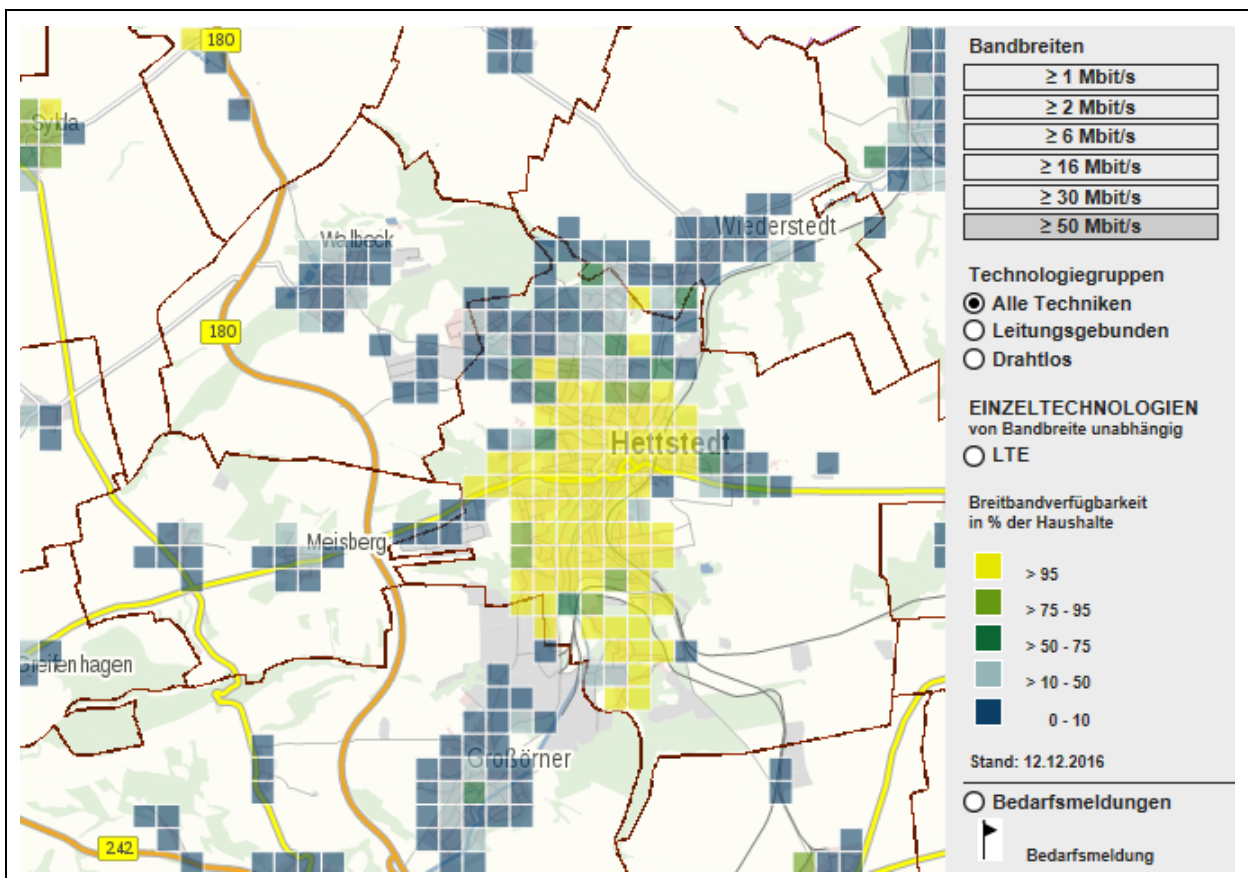 180
Sylda
Walbeck
Wiederstedt
180
Hettstedt
Meisberg
Greifenhagen
Großörner
242
Bandbreiten
≥ 1 Mbit/s
≥ 2 Mbit/s
≥ 6 Mbit/s
≥ 16 Mbit/s
≥ 30 Mbit/s
≥ 50 Mbit/s
Technologiegruppen
Alle Techniken
Leitungsgebunden
Drahtlos
EINZELTECHNOLOGIEN
von Bandbreite unabhängig
LTE
Breitbandverfügbarkeit
in % der Haushalte
> 95
> 75 - 95
> 50 - 75
> 10 - 50
0 - 10
Stand: 12.12.2016
Bedarfsmeldungen
Bedarfsmeldung